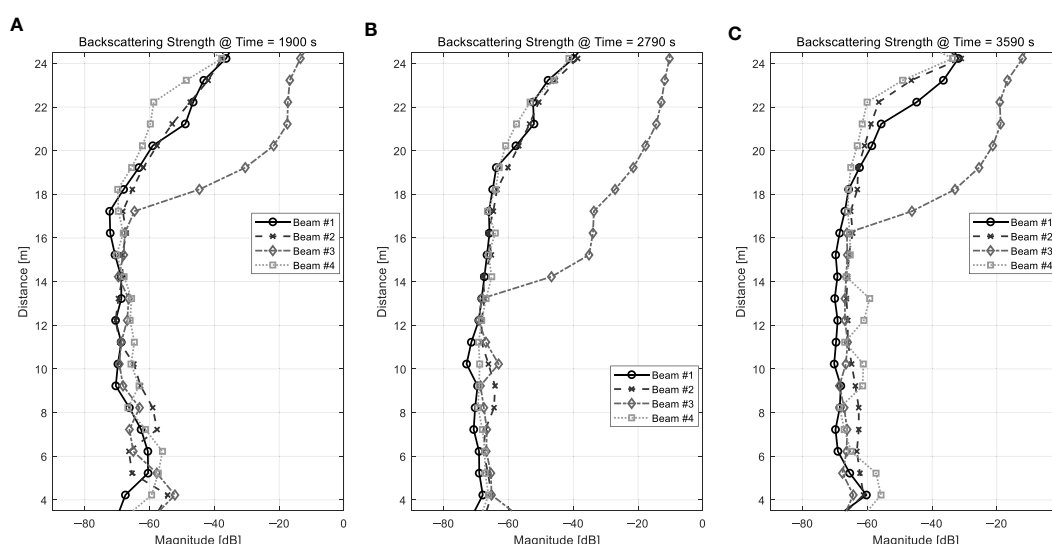 A
Backscattering Strength @ Time = 1900 s
24
22
20
18
16
14
12
10
8
6
4
Distance [m]
Beam #1
Beam #2
Beam #3
Beam #4
−80
−60
−40
−20
0
Magnitude [dB]
B
Backscattering Strength @ Time = 2790 s
24
22
20
18
16
14
12
10
8
6
4
Distance [m]
Beam #1
Beam #2
Beam #3
Beam #4
−80
−60
−40
−20
0
Magnitude [dB]
C
Backscattering Strength @ Time = 3590 s
24
22
20
18
16
14
12
10
8
6
4
Distance [m]
Beam #1
Beam #2
Beam #3
Beam #4
−80
−60
−40
−20
Magnitude [dB]